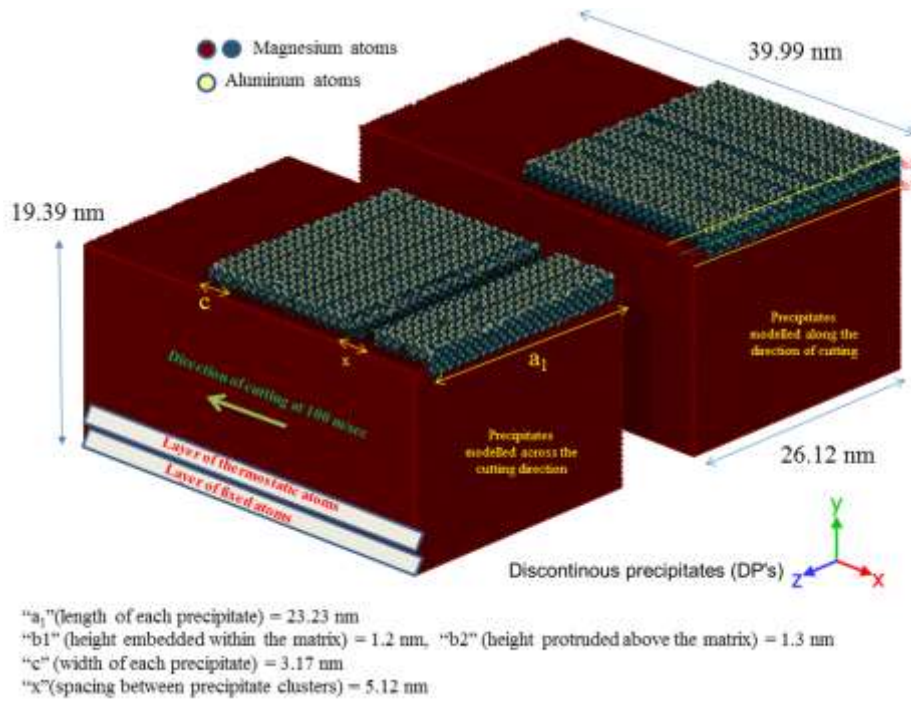 Magnesium atoms
Aluminum atoms
39.99 nm
19.39 nm
c
x
a1
Direction of cutting at 100 m/sec
Precipitates
modelled along the
direction of cutting
Precipitates
modelled across the
cutting direction
Layer of thermostatic atoms
Layer of fixed atoms
26.12 nm
y
z
x
Discontinous precipitates (DP's)
“a1”(length of each precipitate) = 23.23 nm
“b1” (height embedded within the matrix) = 1.2 nm, “b2” (height protruded above the matrix) = 1.3 nm
“c” (width of each precipitate) = 3.17 nm
“x”(spacing between precipitate clusters) = 5.12 nm